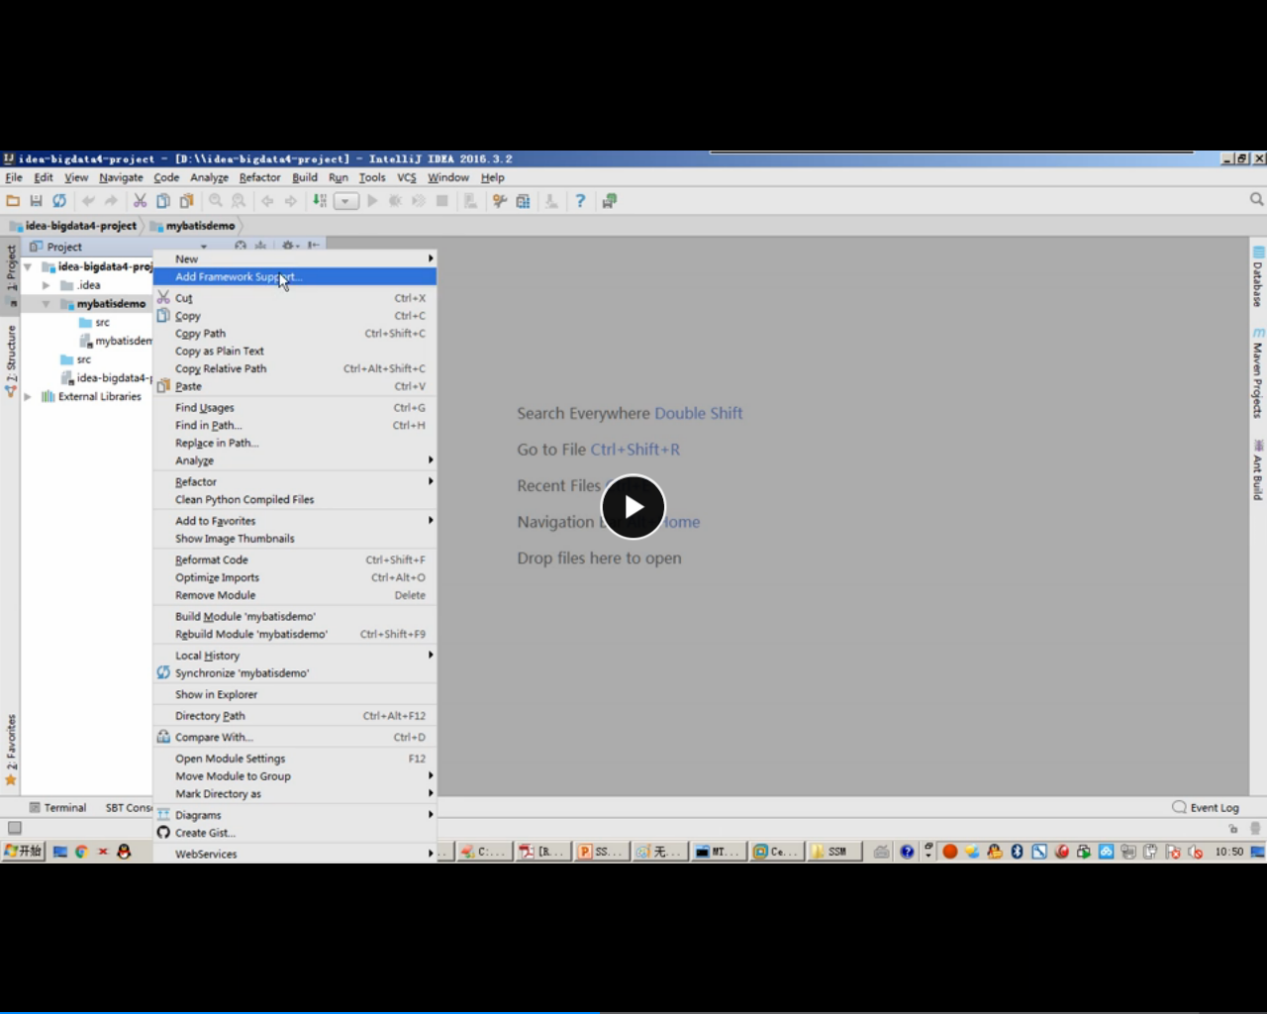 idea-bigdata4-project - [D:\\idea-bigdata4-project] - IntelliJ IDEA 2016.3.2
File Edit View Navigate Code Analyze Refactor Build Run Tools VCS Window Help
idea-bigdata4-project mybatisdemo
Project
1: Project
Z: Structure
2: Favorites
idea-bigdata4-proj
.idea
mybatisdemo
src
mybatisdem
src
idea-bigdata4-p
External Libraries
New
Add Framework Support...
Cut Ctrl+X
Copy Ctrl+C
Copy Path Ctrl+Shift+C
Copy as Plain Text
Copy Relative Path Ctrl+Alt+Shift+C
Paste Ctrl+V
Find Usages Ctrl+G
Find in Path... Ctrl+H
Replace in Path...
Analyze
Refactor
Clean Python Compiled Files
Add to Favorites
Show Image Thumbnails
Reformat Code Ctrl+Shift+F
Optimize Imports Ctrl+Alt+O
Remove Module Delete
Build Module 'mybatisdemo'
Rebuild Module 'mybatisdemo' Ctrl+Shift+F9
Local History
Synchronize 'mybatisdemo'
Show in Explorer
Directory Path Ctrl+Alt+F12
Compare With... Ctrl+D
Open Module Settings F12
Move Module to Group
Mark Directory as
Diagrams
Create Gist...
WebServices
Search Everywhere Double Shift
Go to File Ctrl+Shift+R
Recent Files
Navigation Home
Drop files here to open
Database
Maven Projects
Ant Build
Terminal SBT Cons
Event Log
开始 C:... [B... SS... 无... MT... Ce... SSM 10:50